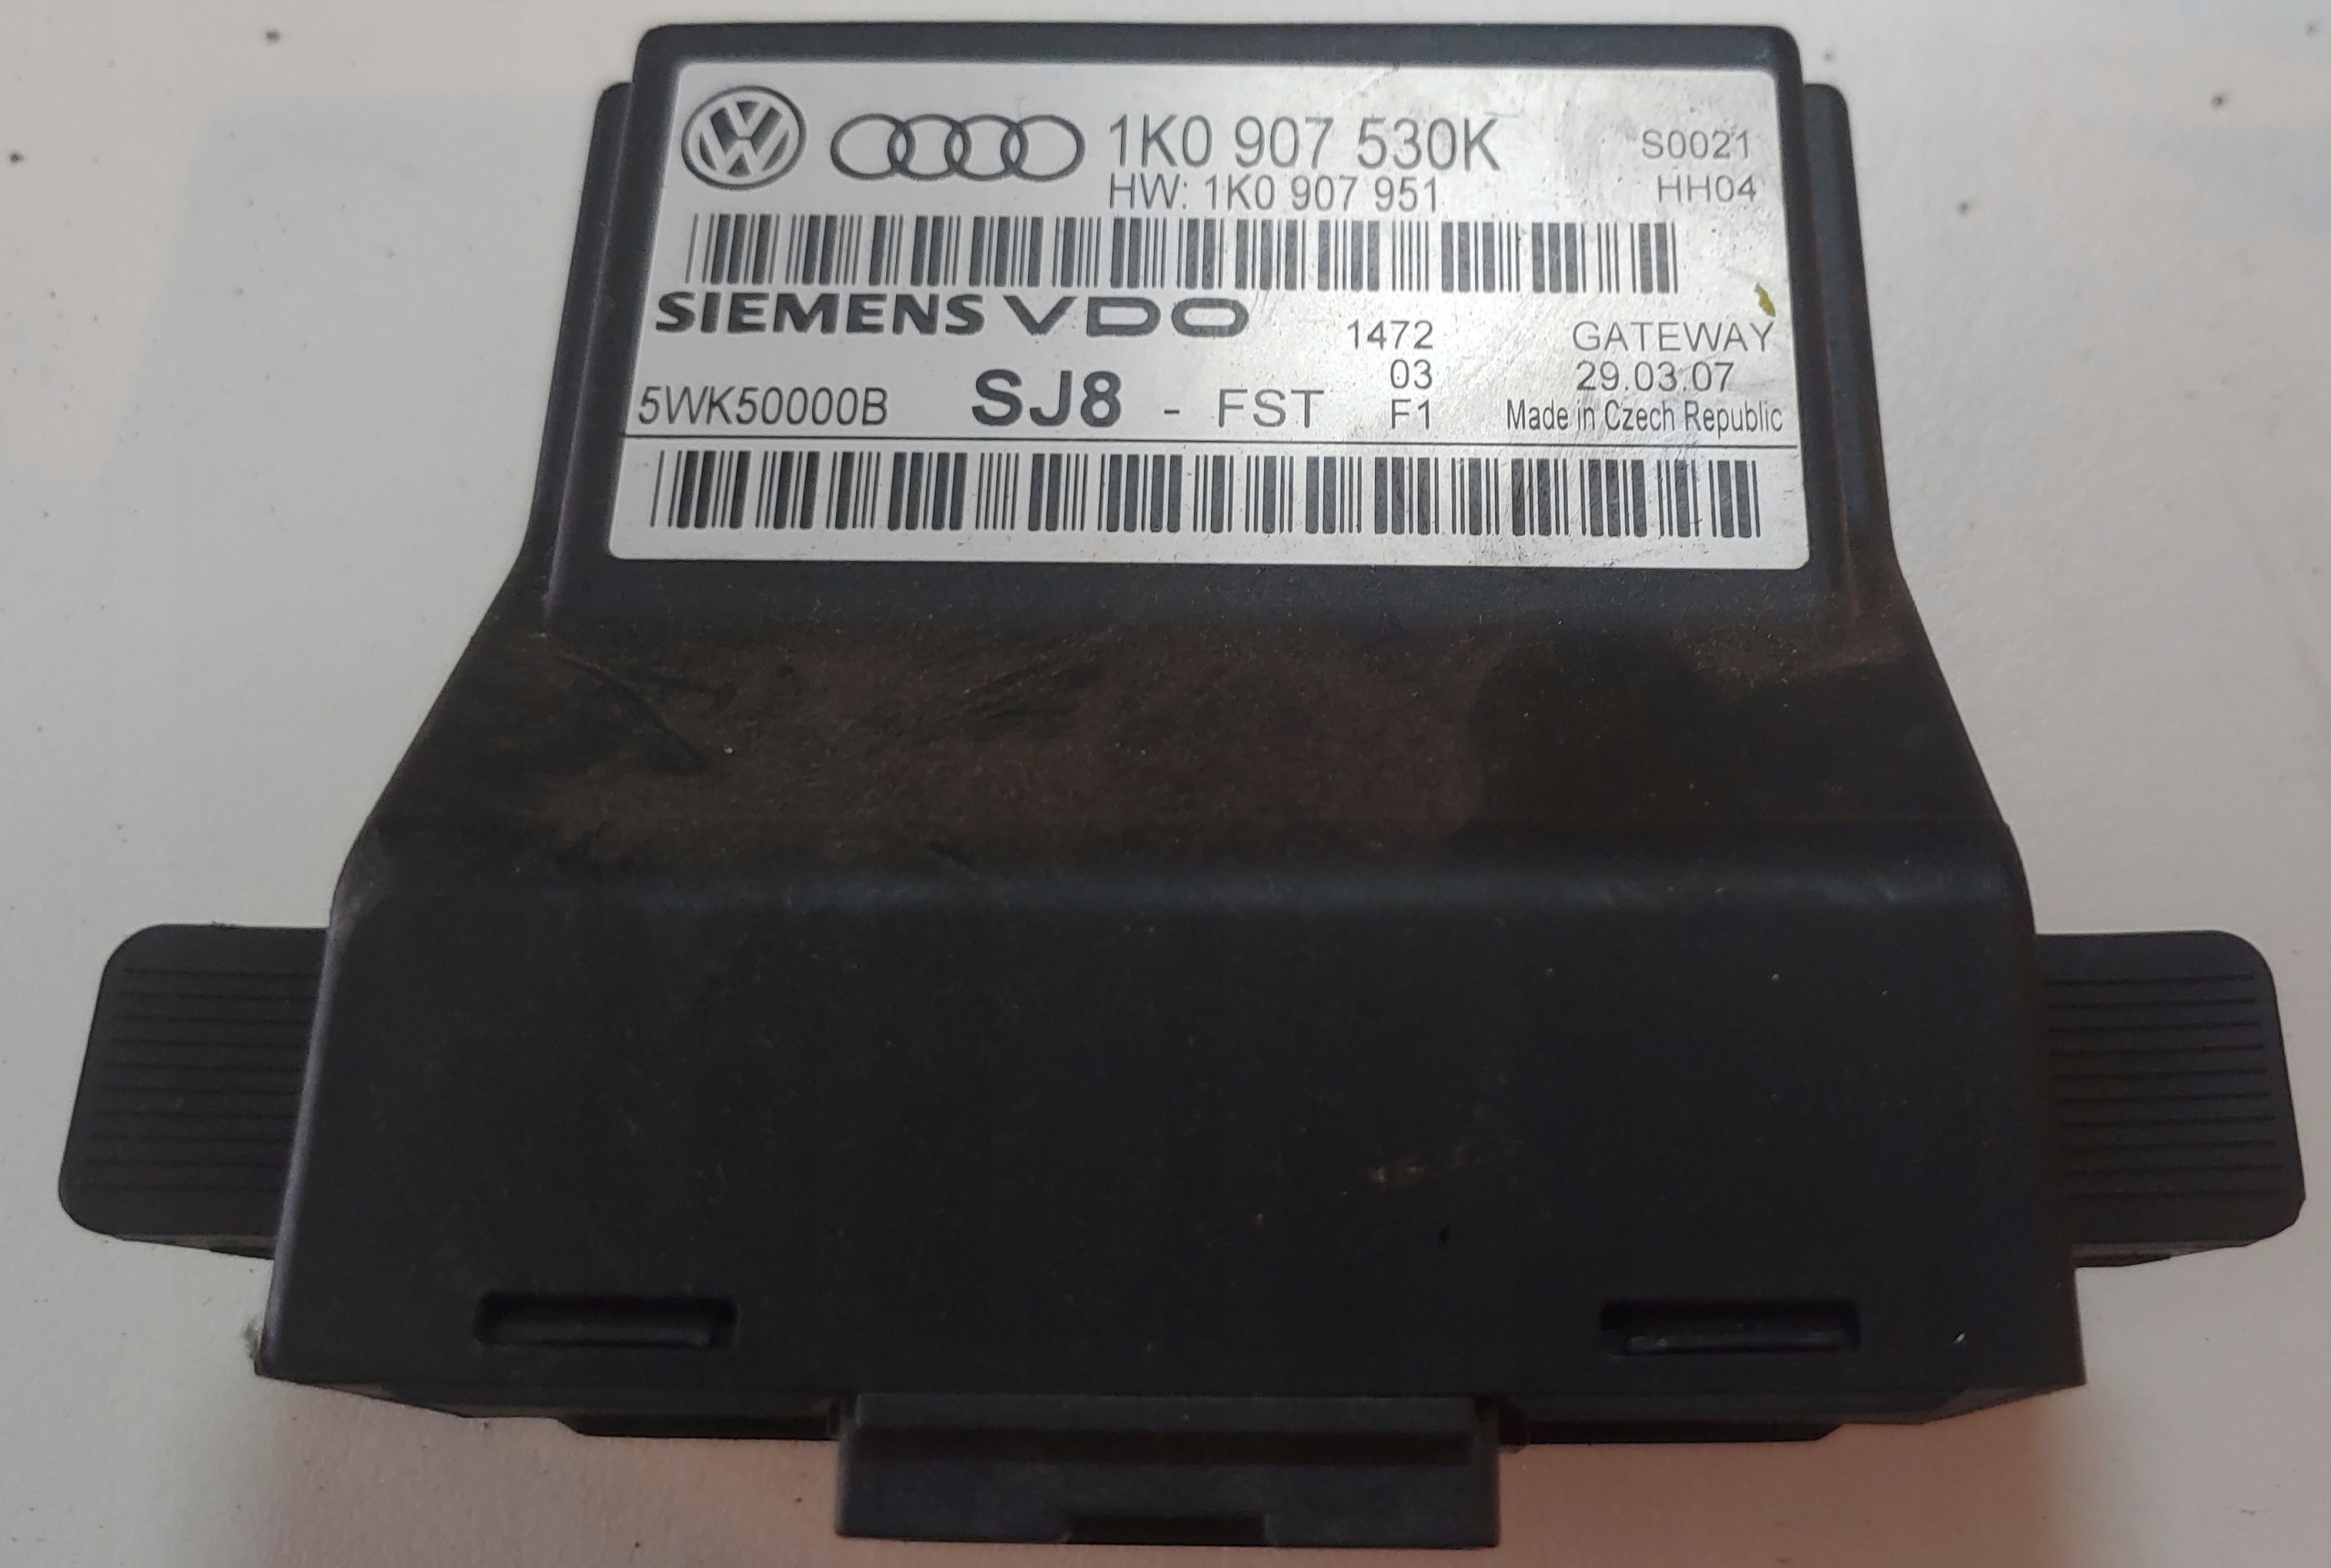 1K0 907 530K S0021
HW: 1K0 907 951 HH04
SIEMENS VDO 1472 GATEWAY
03 29.03.07
5WK50000B SJ8 - FST F1 Made in Czech Republic